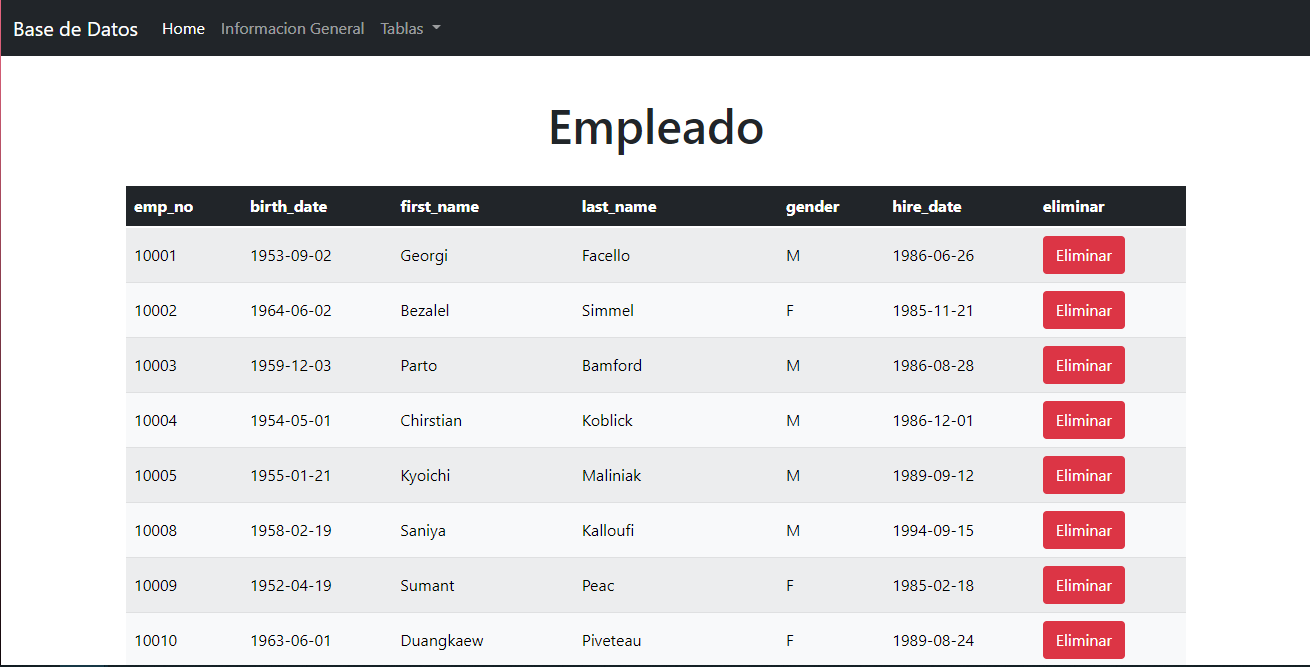 Base de Datos Home Informacion General Tablas
Empleado
emp_no birth_date first_name last_name gender hire_date eliminar
10001 1953-09-02 Georgi Facello M 1986-06-26 Eliminar
10002 1964-06-02 Bezalel Simmel F 1985-11-21 Eliminar
10003 1959-12-03 Parto Bamford M 1986-08-28 Eliminar
10004 1954-05-01 Chirstian Koblick M 1986-12-01 Eliminar
10005 1955-01-21 Kyoichi Maliniak M 1989-09-12 Eliminar
10008 1958-02-19 Saniya Kalloufi M 1994-09-15 Eliminar
10009 1952-04-19 Sumant Peac F 1985-02-18 Eliminar
10010 1963-06-01 Duangkaew Piveteau F 1989-08-24 Eliminar